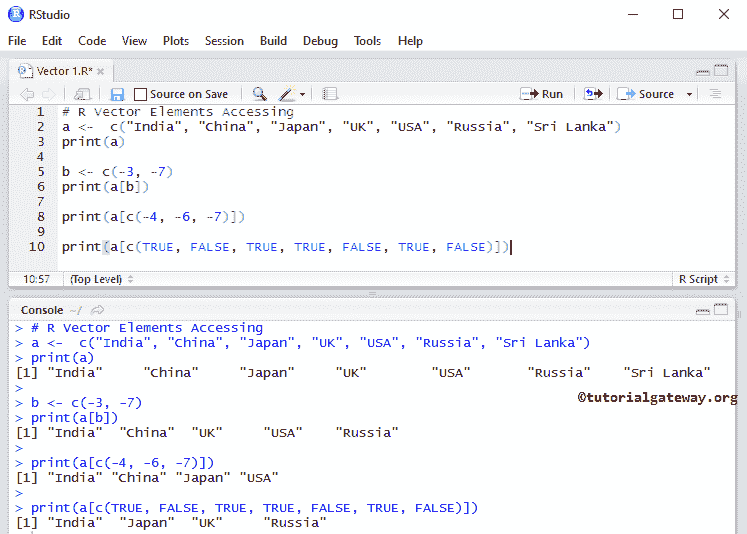 RStudio
File Edit Code View Plots Session Build Debug Tools Help
Vector 1.R*
Source on Save Run Source
1 # R Vector Elements Accessing
2 a <-  c("India", "China", "Japan", "UK", "USA", "Russia", "Sri Lanka")
3 print(a)
4
5 b <- c(-3, -7)
6 print(a[b])
7
8 print(a[c(-4, -6, -7)])
9
10 print(a[c(TRUE, FALSE, TRUE, TRUE, FALSE, TRUE, FALSE)])
10:57 (Top Level) R Script
Console ~/
> # R Vector Elements Accessing
> a <-  c("India", "China", "Japan", "UK", "USA", "Russia", "Sri Lanka")
> print(a)
[1] "India"     "China"     "Japan"     "UK"        "USA"       "Russia"    "Sri Lanka"
>
> b <- c(-3, -7)
©tutorialgateway.org
> print(a[b])
[1] "India"  "China"  "UK"     "USA"    "Russia"
>
> print(a[c(-4, -6, -7)])
[1] "India" "China" "Japan" "USA"
>
> print(a[c(TRUE, FALSE, TRUE, TRUE, FALSE, TRUE, FALSE)])
[1] "India"  "Japan"  "UK"     "Russia"